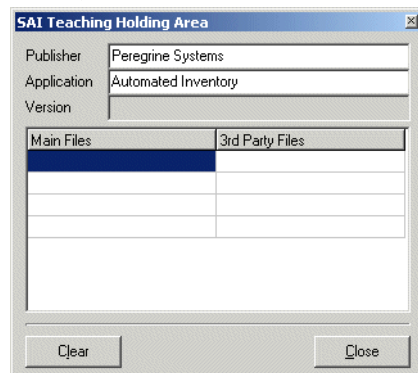 SAI Teaching Holding Area
Publisher Peregrine Systems
Application Automated Inventory
Version
Main Files 3rd Party Files
Clear Close